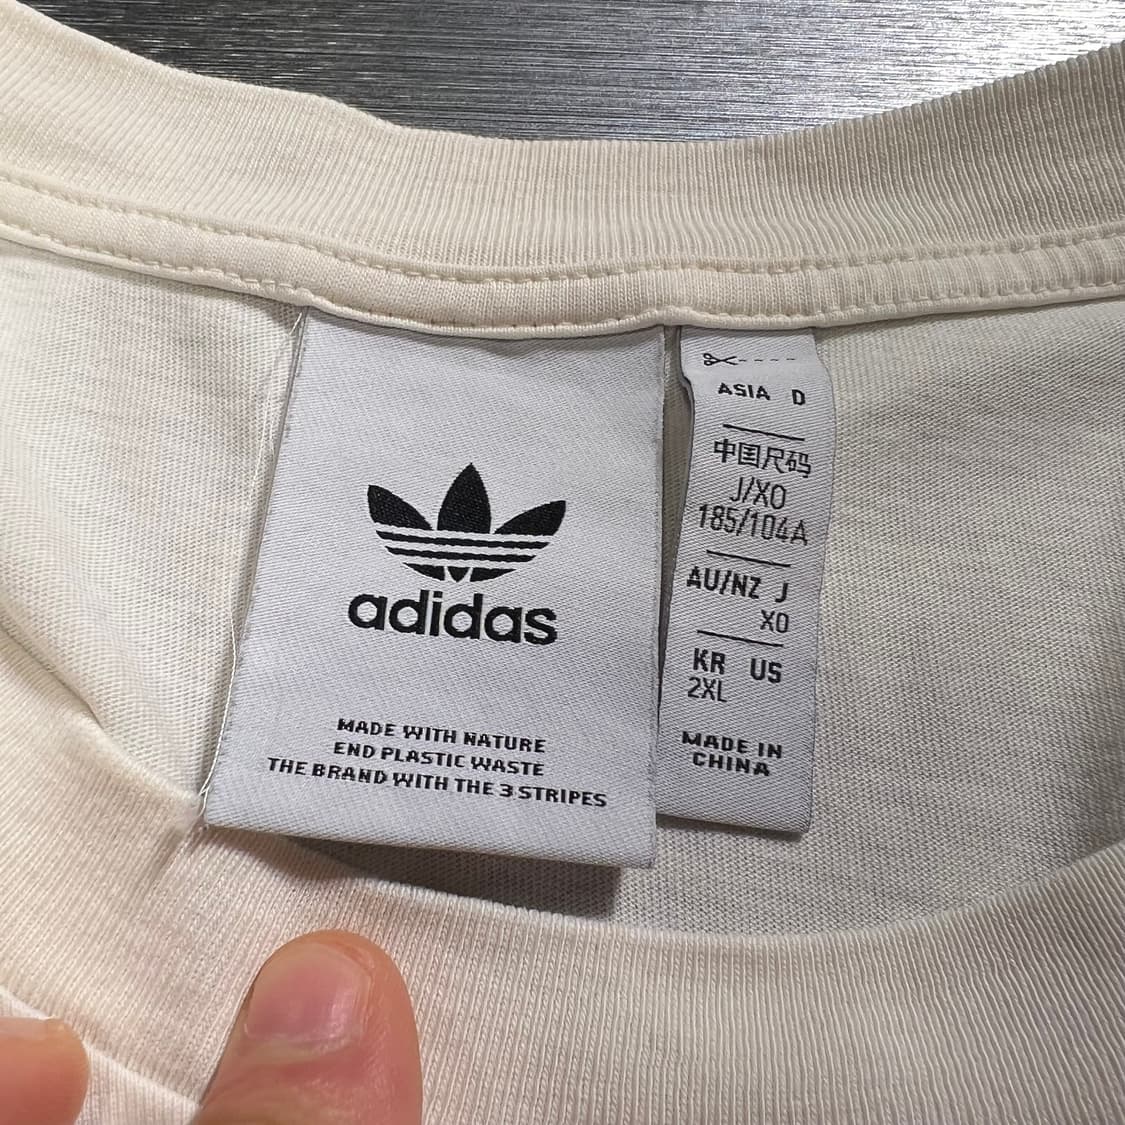 adidas
MADE WITH NATURE
END PLASTIC WASTE
THE BRAND WITH THE 3 STRIPES
ASIA D
中国尺码
J/XO
185/104A
AU/NZ J
XO
KR US
2XL
MADE IN
CHINA